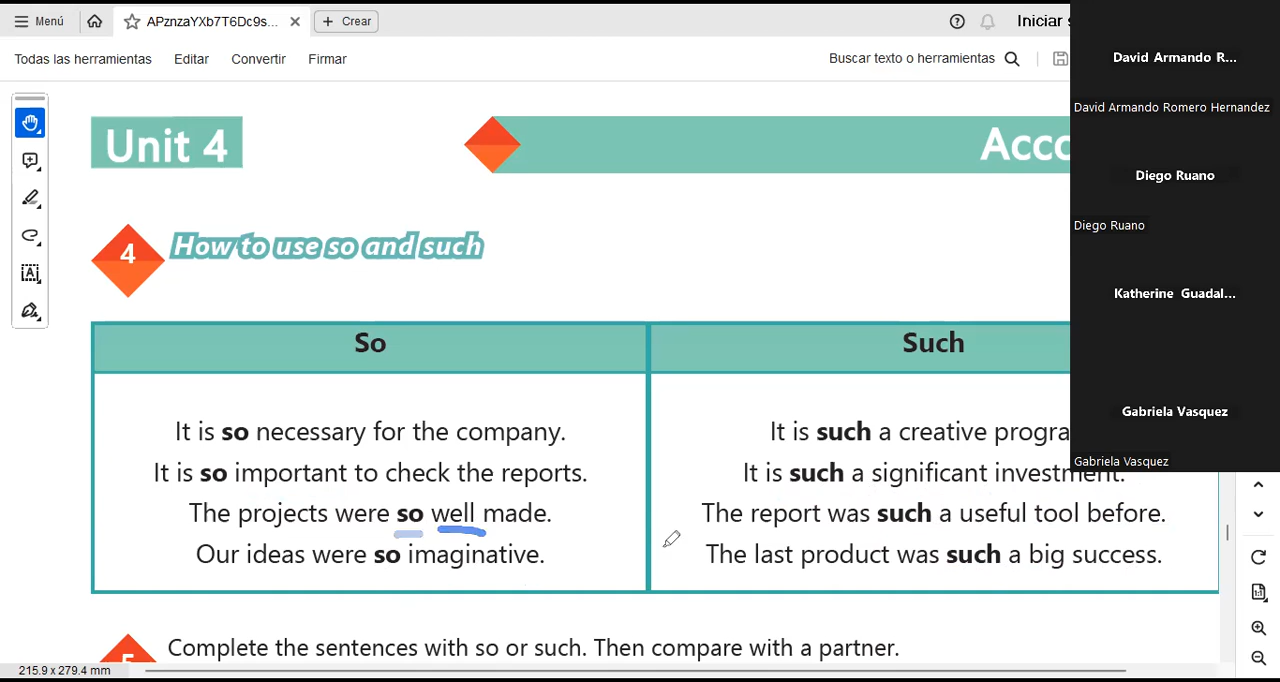 Menú
APznzaYXb7T6Dc9s...
Crear
Iniciar s
Todas las herramientas
Editar
Convertir
Firmar
Buscar texto o herramientas
David Armando R...
David Armando Romero Hernandez
Diego Ruano
Diego Ruano
Katherine Guadal...
Gabriela Vasquez
Gabriela Vasquez
Unit 4
Acco
4
How to use so and such
So
Such
It is so necessary for the company.
It is so important to check the reports.
The projects were so well made.
Our ideas were so imaginative.
It is such a creative progra
It is such a significant investment.
The report was such a useful tool before.
The last product was such a big success.
5
Complete the sentences with so or such. Then compare with a partner.
215.9 x 279.4 mm